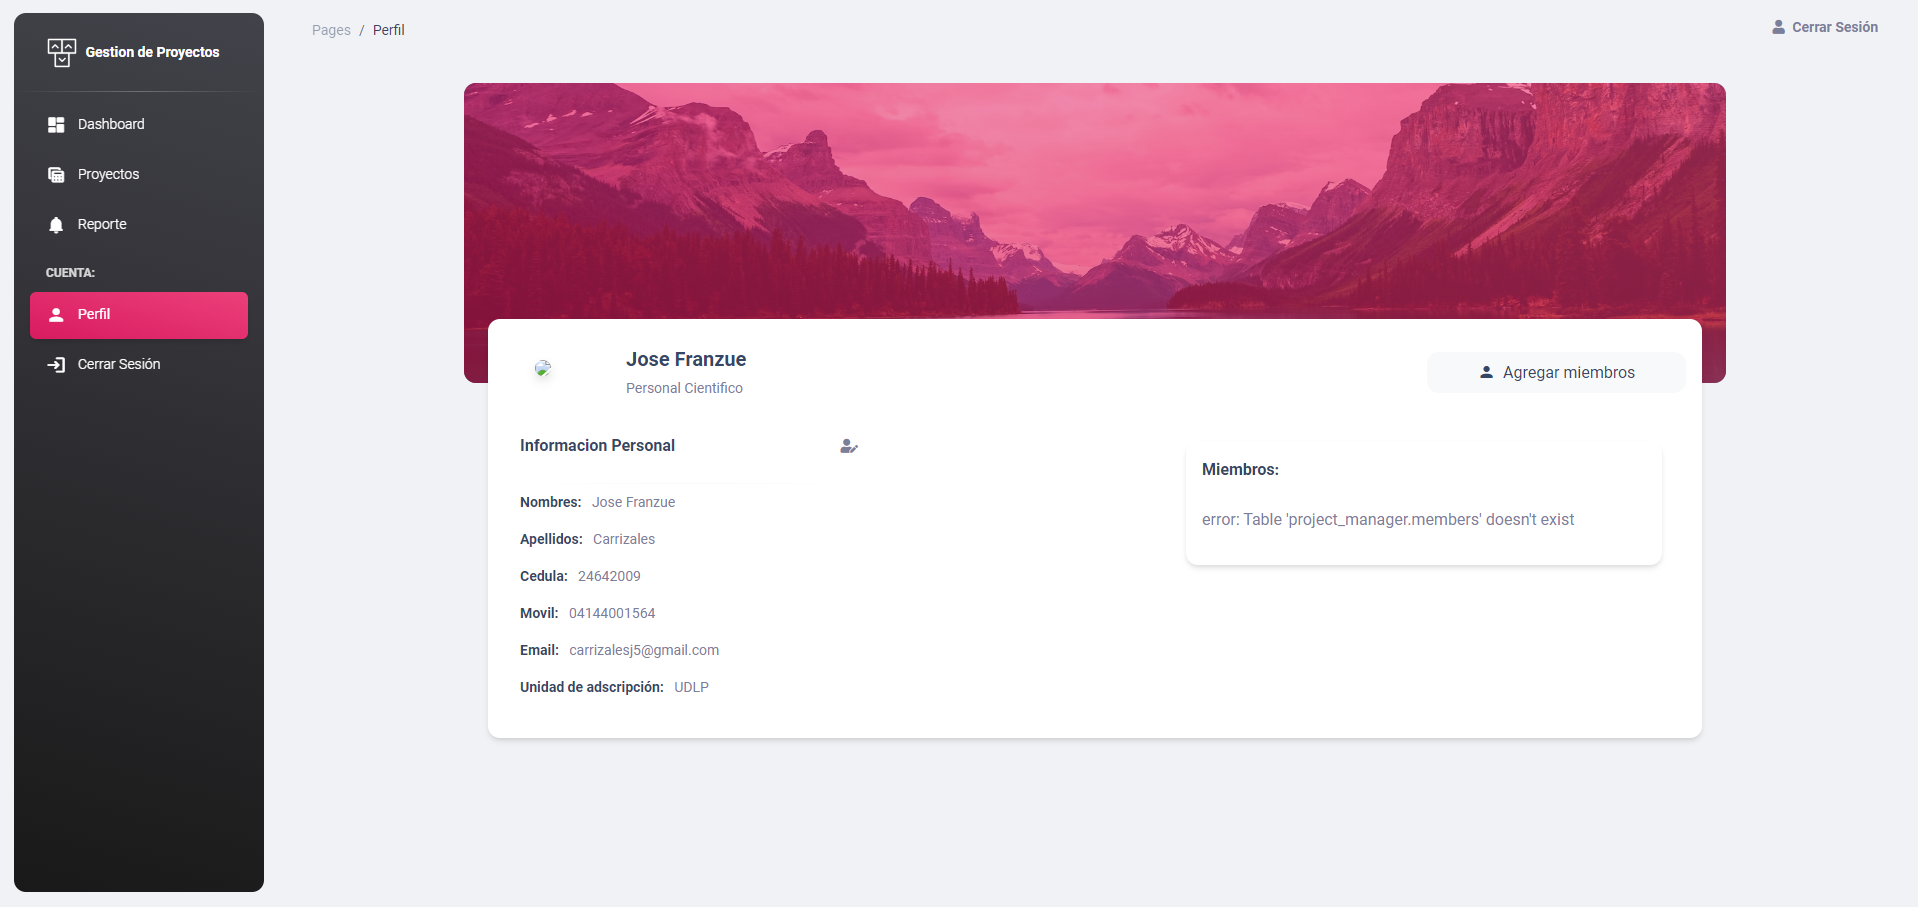 Gestion de Proyectos
Dashboard
Proyectos
Reporte
CUENTA:
Perfil
Cerrar Sesión
Pages / Perfil
Cerrar Sesión
Jose Franzue
Personal Cientifico
Agregar miembros
Informacion Personal
Nombres: Jose Franzue
Apellidos: Carrizales
Cedula: 24642009
Movil: 04144001564
Email: carrizalesj5@gmail.com
Unidad de adscripción: UDLP
Miembros:
error: Table 'project_manager.members' doesn't exist